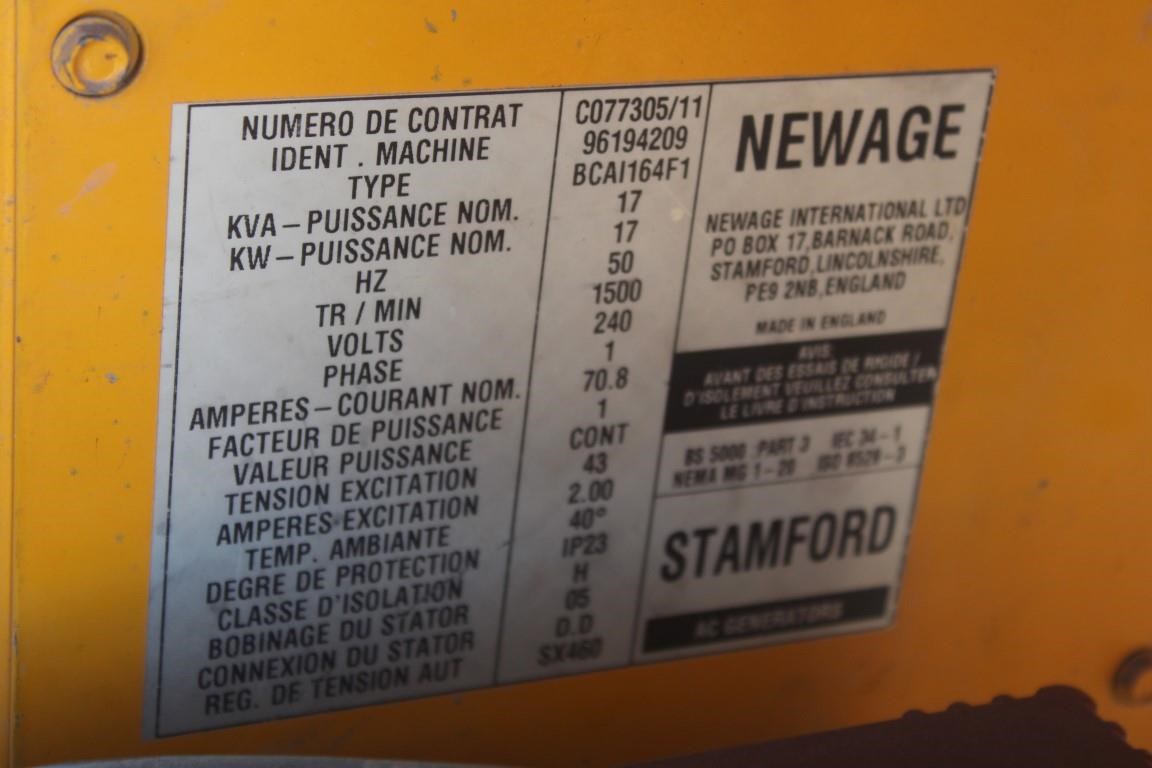 NUMERO DE CONTRAT C077305/11
IDENT . MACHINE 96194209
TYPE BCAI164F1
KVA – PUISSANCE NOM. 17
KW – PUISSANCE NOM. 17
HZ 50
TR / MIN 1500
VOLTS 240
PHASE 1
AMPERES – COURANT NOM. 70.8
FACTEUR DE PUISSANCE 1
VALEUR PUISSANCE CONT
TENSION EXCITATION 43
AMPERES EXCITATION 2.00
TEMP. AMBIANTE 40°
DEGRE DE PROTECTION IP23
CLASSE D'ISOLATION H
BOBINAGE DU STATOR 05
CONNEXION DU STATOR D.D
REG. DE TENSION AUT SX460
NEWAGE
NEWAGE INTERNATIONAL LTD
PO BOX 17, BARNACK ROAD,
STAMFORD, LINCOLNSHIRE,
PE9 2NB, ENGLAND
MADE IN ENGLAND
AVIS:
AVANT DES ESSAIS DE RIGIDE /
D'ISOLEMENT VEUILLEZ CONSULTER
LE LIVRE D'INSTRUCTION
BS 5000 : PART 3 IEC 34 – 1
NEMA MG 1 – 20 ISO 8528 – 3
STAMFORD
AC GENERATORS